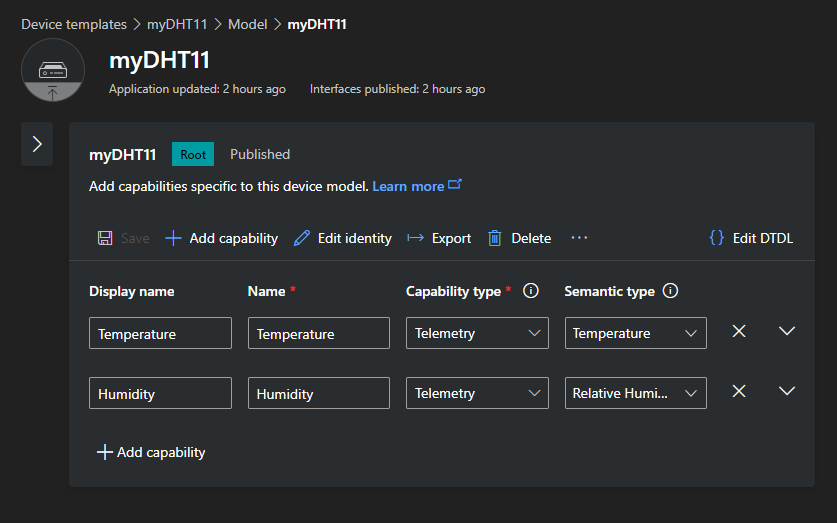 Device templates > myDHT11 > Model > myDHT11
myDHT11
Application updated: 2 hours ago Interfaces published: 2 hours ago
myDHT11 Root Published
Add capabilities specific to this device model. Learn more
Save Add capability Edit identity Export Delete ... {} Edit DTDL
Display name Name * Capability type * Semantic type
Temperature Temperature Telemetry Temperature
Humidity Humidity Telemetry Relative Humi...
Add capability